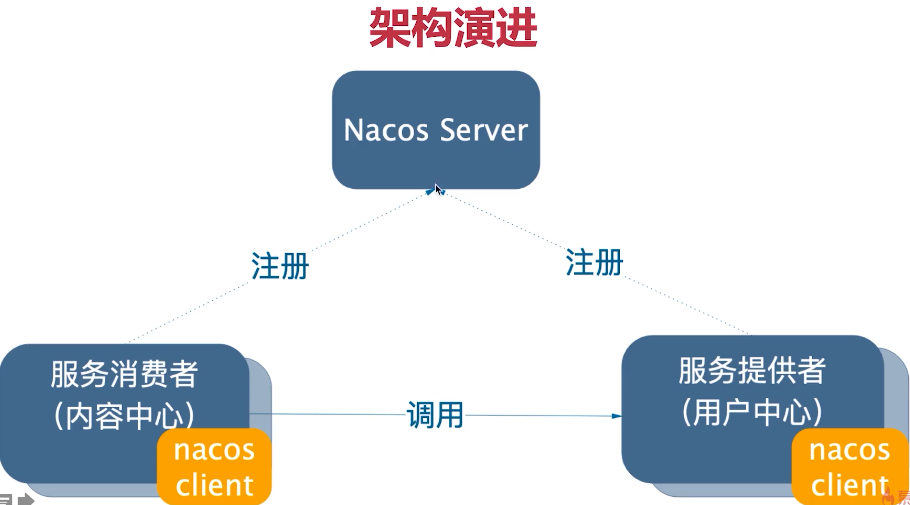 架构演进
Nacos Server
注册
注册
服务消费者
（内容中心）
nacos
client
调用
服务提供者
（用户中心）
nacos
client